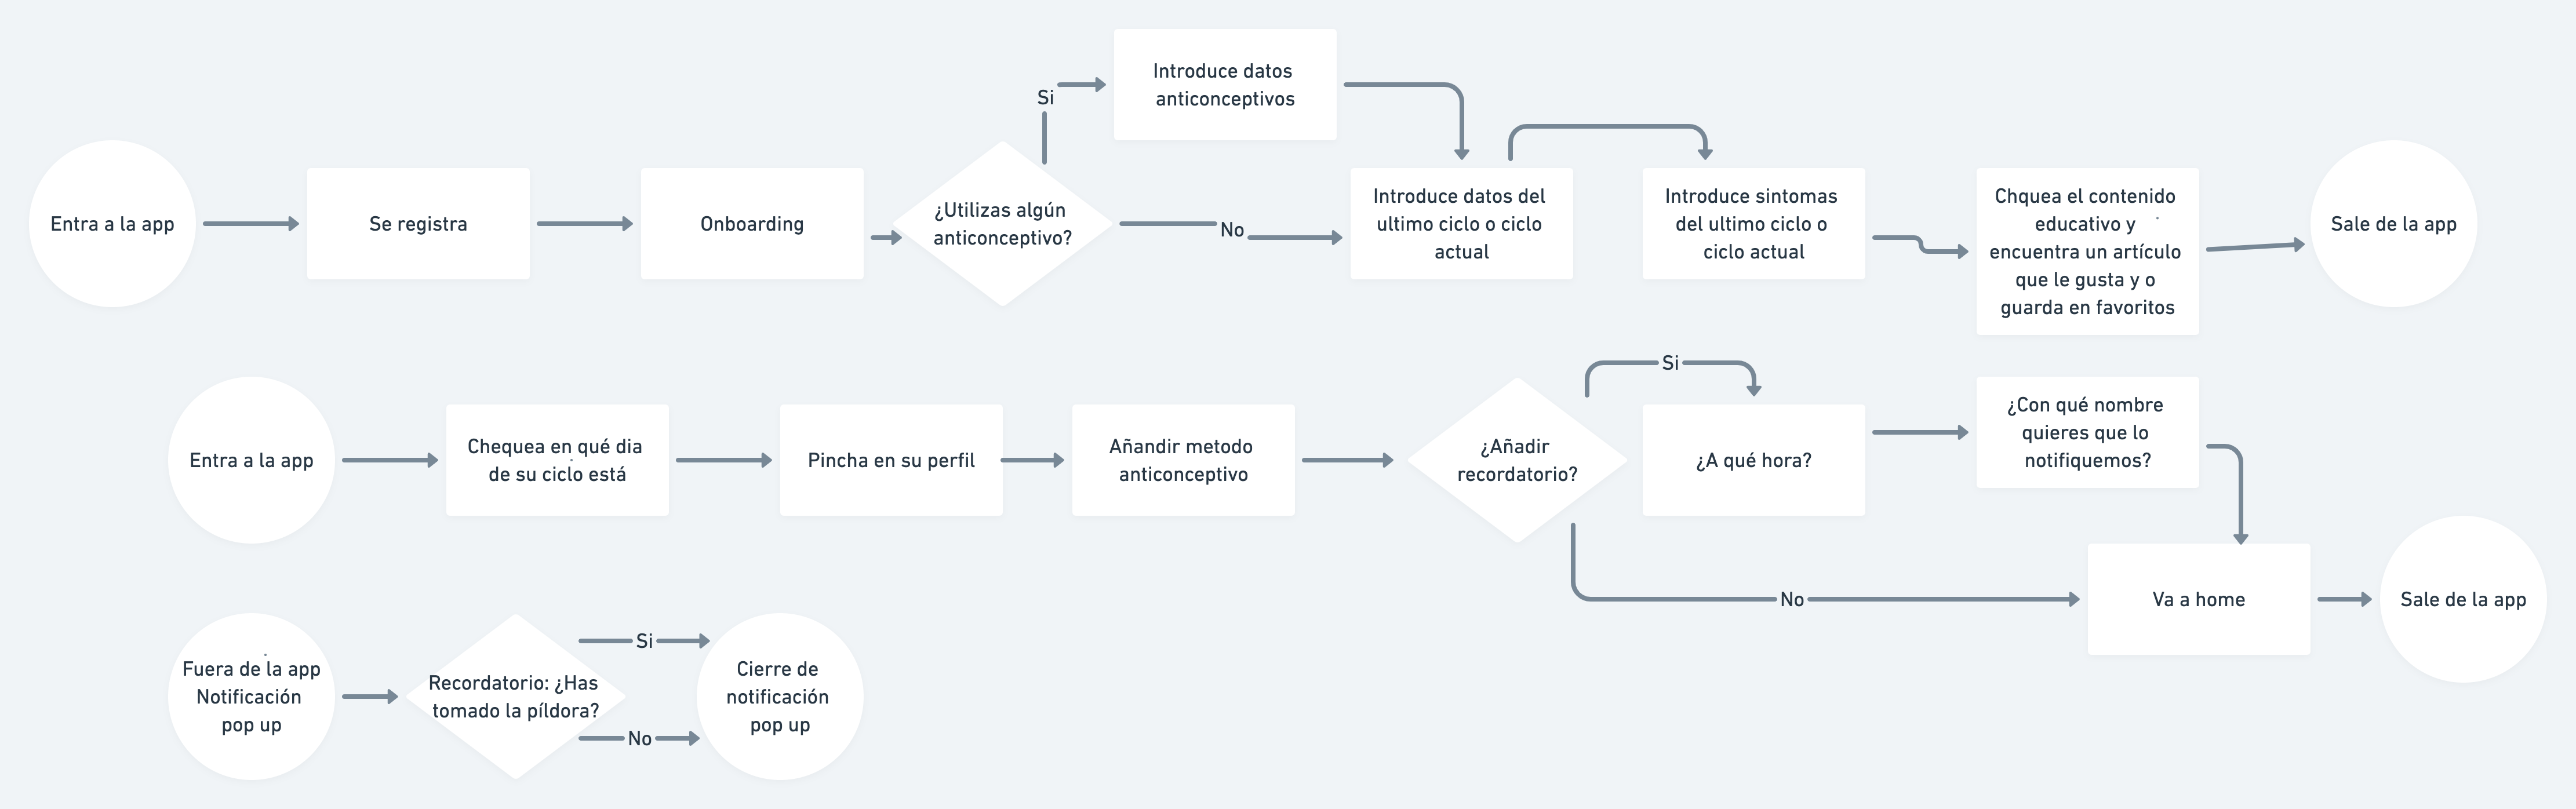 Entra a la app
Se registra
Onboarding
¿Utilizas algún
anticonceptivo?
Si
Introduce datos
anticonceptivos
No
Introduce datos del
ultimo ciclo o ciclo
actual
Introduce sintomas
del ultimo ciclo o
ciclo actual
Chquea el contenido
educativo y
encuentra un artículo
que le gusta y o
guarda en favoritos
Sale de la app
Entra a la app
Chequea en qué dia
de su ciclo está
Pincha en su perfil
Añandir metodo
anticonceptivo
¿Añadir
recordatorio?
Si
¿A qué hora?
¿Con qué nombre
quieres que lo
notifiquemos?
No
Va a home
Sale de la app
Fuera de la app
Notificación
pop up
Recordatorio: ¿Has
tomado la píldora?
Si
No
Cierre de
notificación
pop up